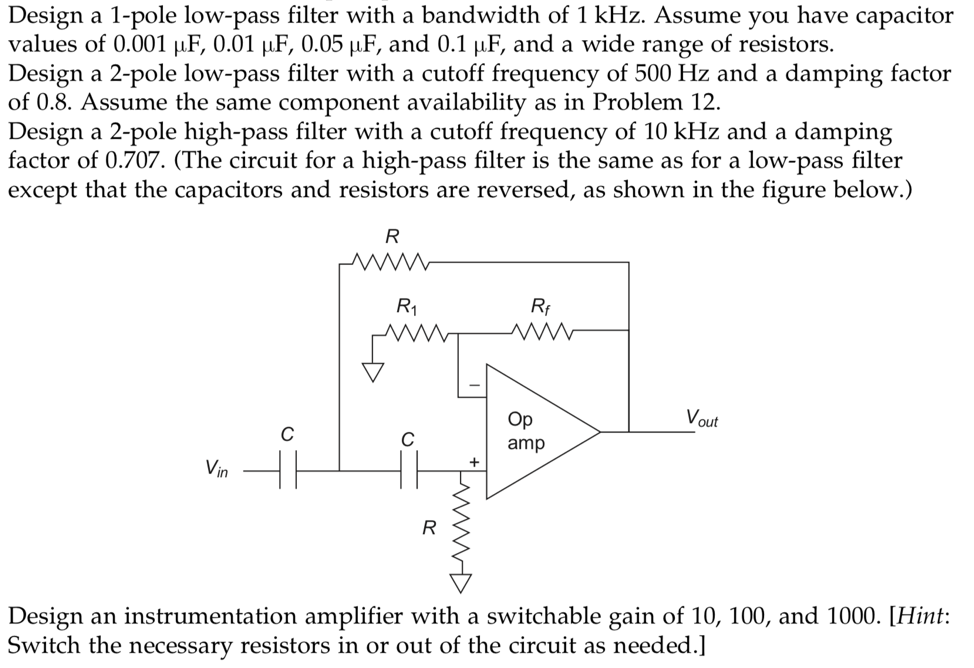 Design a 1-pole low-pass filter with a bandwidth of 1 kHz. Assume you have capacitor
values of 0.001 μF, 0.01 μF, 0.05 μF, and 0.1 μF, and a wide range of resistors.
Design a 2-pole low-pass filter with a cutoff frequency of 500 Hz and a damping factor
of 0.8. Assume the same component availability as in Problem 12.
Design a 2-pole high-pass filter with a cutoff frequency of 10 kHz and a damping
factor of 0.707. (The circuit for a high-pass filter is the same as for a low-pass filter
except that the capacitors and resistors are reversed, as shown in the figure below.)
R
R₁
Rf
−
Op
amp
Vout
C
C
+
Vin
R
Design an instrumentation amplifier with a switchable gain of 10, 100, and 1000. [Hint:
Switch the necessary resistors in or out of the circuit as needed.]